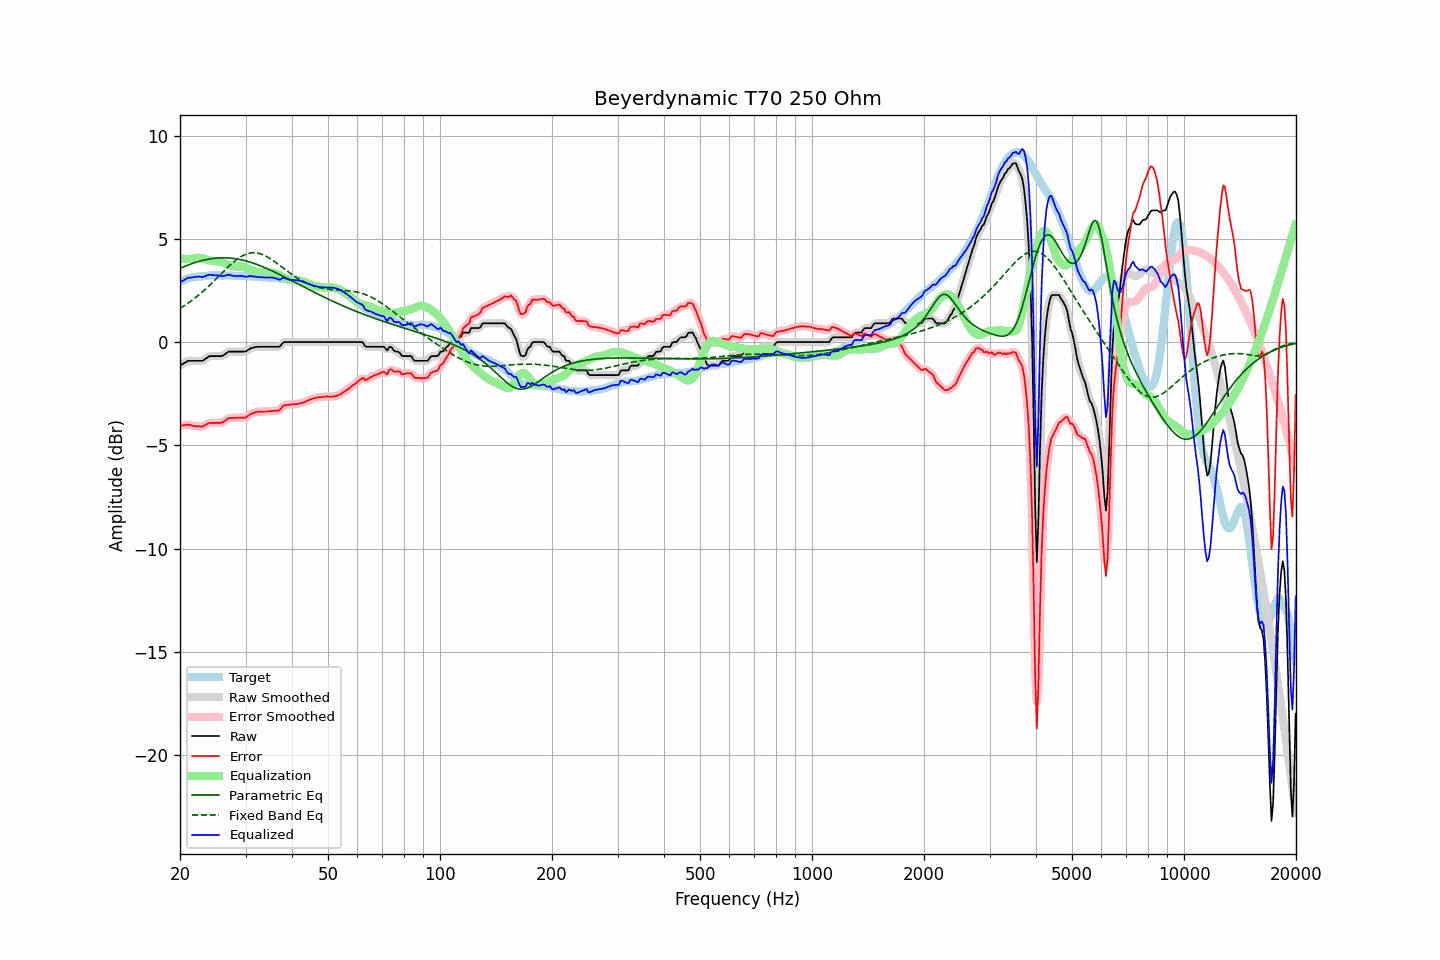 Beyerdynamic T70 250 Ohm
10
5
0
−5
−10
−15
−20
Amplitude (dBr)
Target
Raw Smoothed
Error Smoothed
Raw
Error
Equalization
Parametric Eq
Fixed Band Eq
Equalized
20 50 100 200 500 1000 2000 5000 10000 20000
Frequency (Hz)